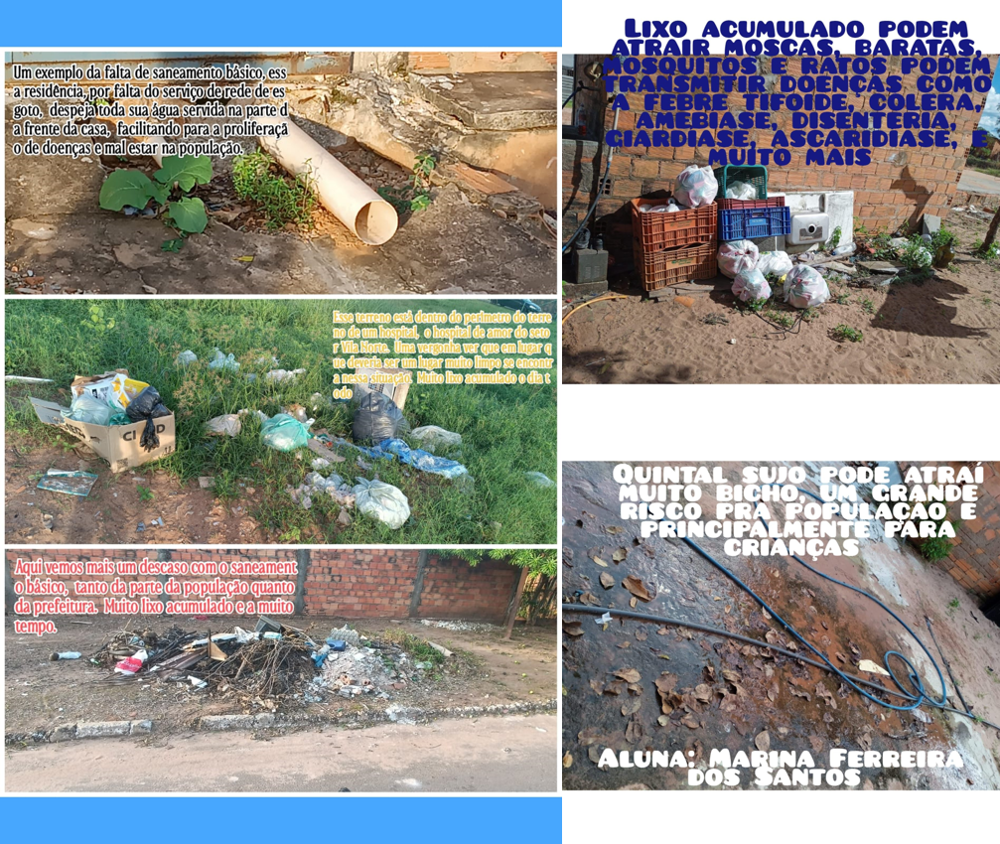 Um exemplo da falta de saneamento básico, ess
a residência, por falta do serviço de rede de es
goto, despeja toda sua água servida na parte d
a frente da casa, facilitando para a proliferaçã
o de doenças e mal estar na população.
Esse terreno está dentro do perímetro do terre
no de um hospital, o hospital de amor do seto
r Vila Norte. Uma vergonha ver que em lugar q
ue deveria ser um lugar muito limpo se encontr
a nessa situação. Muito lixo acumulado o dia t
odo
Aqui vemos mais um descaso com o saneament
o básico, tanto da parte da população quanto
da prefeitura. Muito lixo acumulado e a muito
tempo.
Lixo acumulado podem
atrair moscas, baratas,
mosquitos e ratos podem
transmitir doenças como
a febre tifoide, cólera,
amebiase, disenteria,
giardiase, ascaridiase, e
muito mais
Quintal sujo pode atraí
muito bicho, um grande
risco pra população e
principalmente para
crianças
Aluna: Marina Ferreira
dos Santos